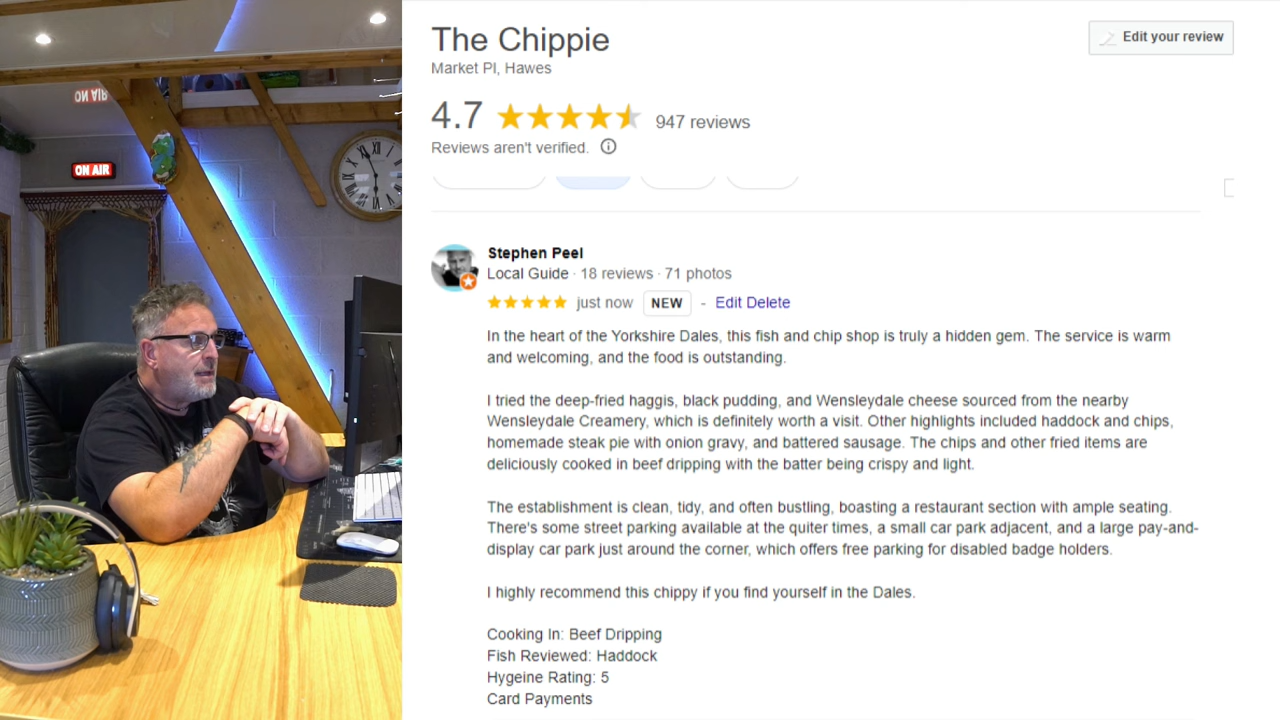 ON AIR
ON AIR
The Chippie
Edit your review
Market Pl, Hawes
4.7
947 reviews
Reviews aren't verified.
Stephen Peel
Local Guide · 18 reviews · 71 photos
just now NEW - Edit Delete
In the heart of the Yorkshire Dales, this fish and chip shop is truly a hidden gem. The service is warm
and welcoming, and the food is outstanding.
I tried the deep-fried haggis, black pudding, and Wensleydale cheese sourced from the nearby
Wensleydale Creamery, which is definitely worth a visit. Other highlights included haddock and chips,
homemade steak pie with onion gravy, and battered sausage. The chips and other fried items are
deliciously cooked in beef dripping with the batter being crispy and light.
The establishment is clean, tidy, and often bustling, boasting a restaurant section with ample seating.
There's some street parking available at the quiter times, a small car park adjacent, and a large pay-and-
display car park just around the corner, which offers free parking for disabled badge holders.
I highly recommend this chippy if you find yourself in the Dales.
Cooking In: Beef Dripping
Fish Reviewed: Haddock
Hygeine Rating: 5
Card Payments